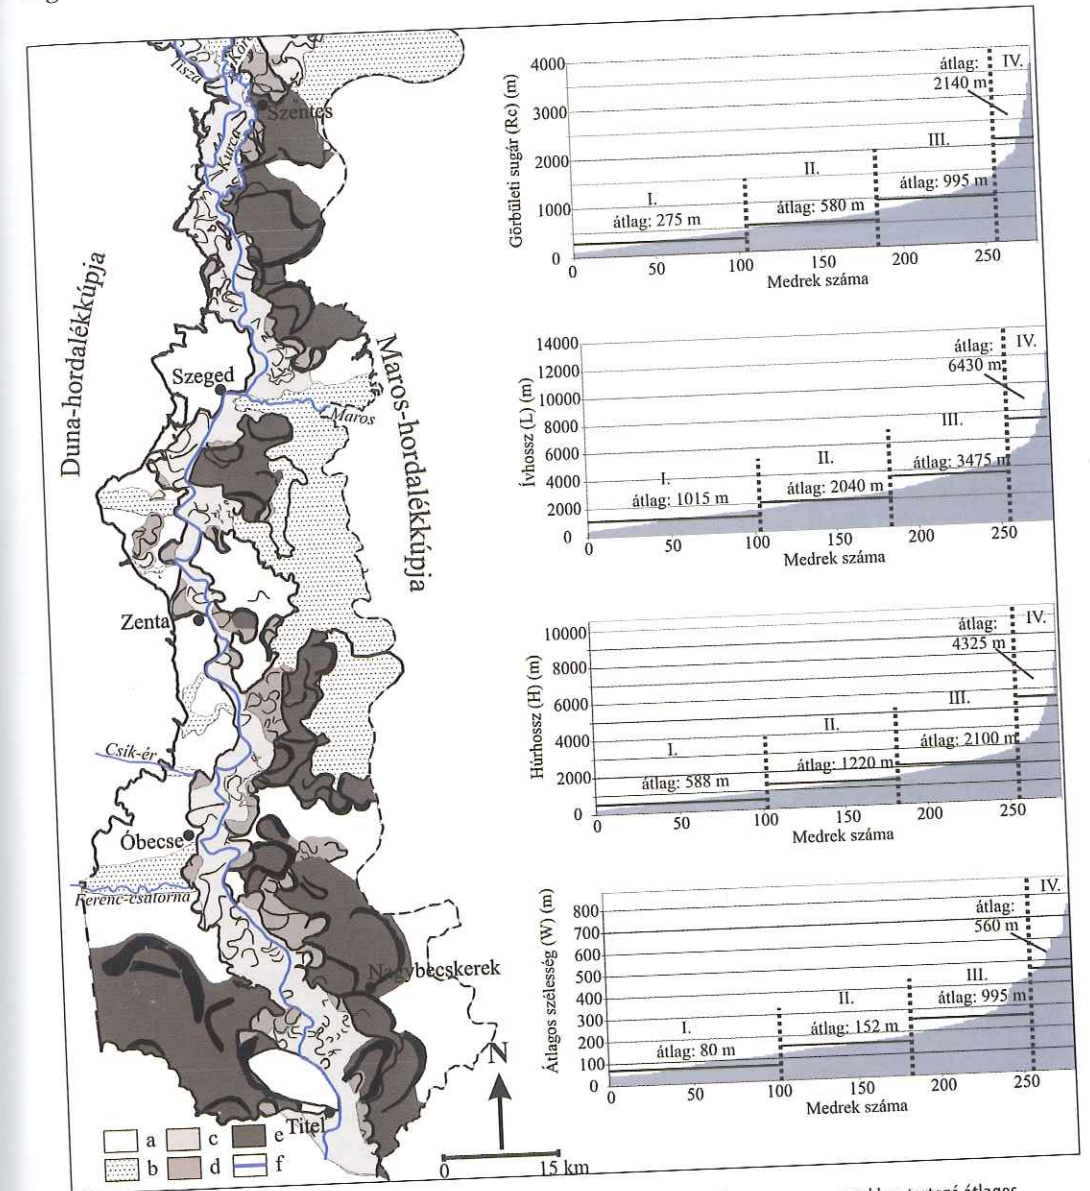 Tisza
Szentes
Kurca
Duna-hordalékkúpja
Maros-hordalékkúpja
Szeged
Maros
Zenta
Csík-ér
Óbecse
Ferenc-csatorna
Nagybecskerek
Titel
N
a
b
c
d
e
f
0
15 km
Görbületi sugár (Rc) (m)
4000
3000
2000
1000
0
I.
átlag: 275 m
II.
átlag: 580 m
III.
átlag: 995 m
átlag:
2140 m
IV.
0 50 100 150 200 250
Medrek száma
Ívhossz (L) (m)
14000
12000
10000
8000
6000
4000
2000
0
I.
átlag: 1015 m
II.
átlag: 2040 m
III.
átlag: 3475 m
átlag:
6430 m
IV.
0 50 100 150 200 250
Medrek száma
Húrhossz (H) (m)
10000
8000
6000
4000
2000
0
I.
átlag: 588 m
II.
átlag: 1220 m
III.
átlag: 2100 m
átlag:
4325 m
IV.
0 50 100 150 200 250
Medrek száma
Átlagos szélesség (W) (m)
800
700
600
500
400
300
200
100
0
I.
átlag: 80 m
II.
átlag: 152 m
III.
átlag: 995 m
átlag:
560 m
IV.
0 50 100 150 200 250
Medrek száma
tartozó átlagos